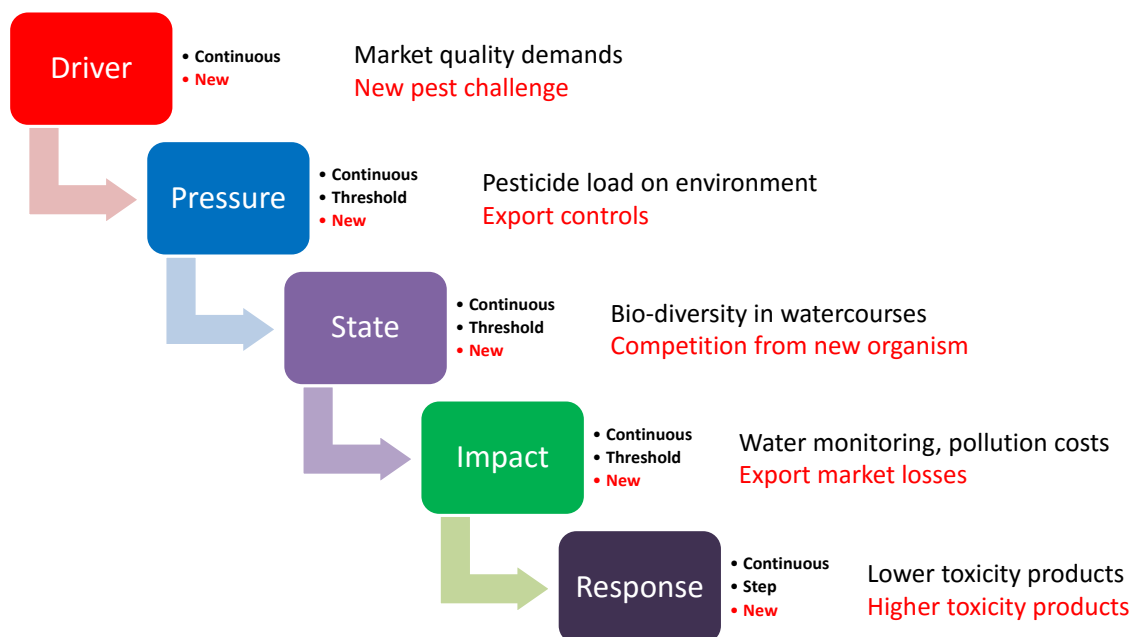 Driver
• Continuous
• New
Market quality demands
New pest challenge
Pressure
• Continuous
• Threshold
• New
Pesticide load on environment
Export controls
State
• Continuous
• Threshold
• New
Bio-diversity in watercourses
Competition from new organism
Impact
• Continuous
• Threshold
• New
Water monitoring, pollution costs
Export market losses
Response
• Continuous
• Step
• New
Lower toxicity products
Higher toxicity products